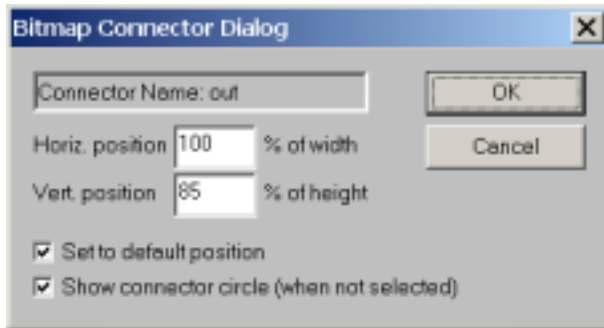 Bitmap Connector Dialog
Connector Name: out
OK
Horiz. position 100 % of width
Cancel
Vert. position 85 % of height
Set to default position
Show connector circle (when not selected)